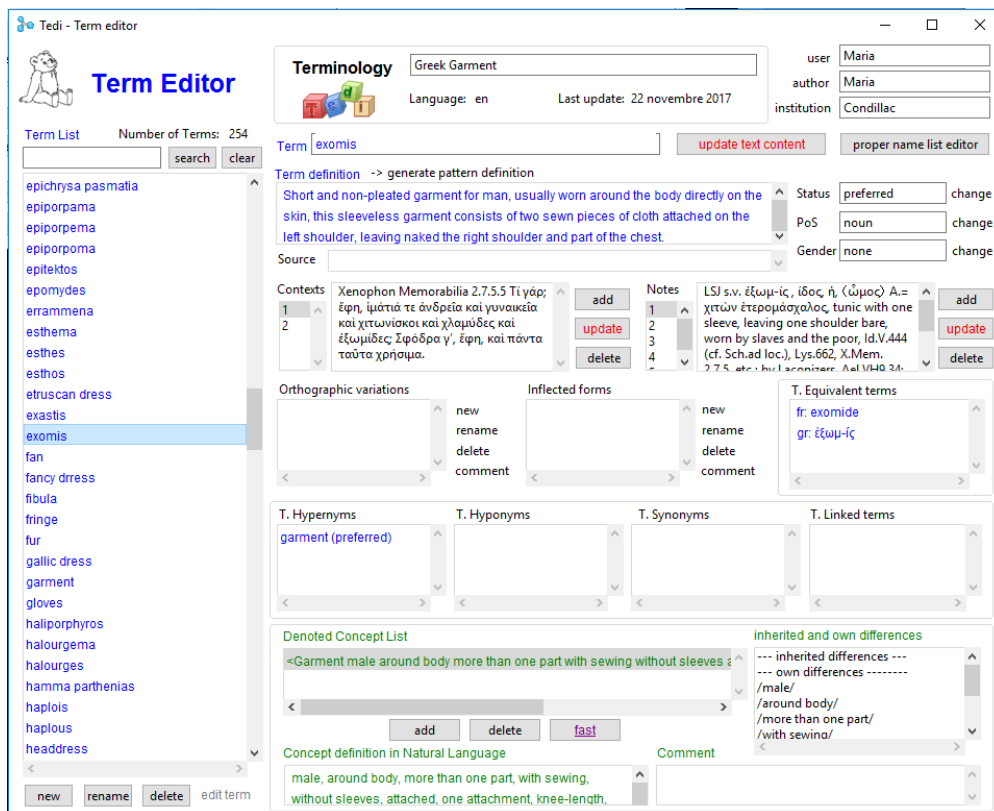 Tedi - Term editor
Term Editor
Terminology
Greek Garment
Tedi
Language: en
Last update: 22 novembre 2017
user
Maria
author
Maria
institution
Condillac
Term List
Number of Terms: 254
search
clear
epichrysa pasmatia
epiporpama
epiporpema
epiporpoma
epitektos
epomydes
errammena
esthema
esthes
esthos
etruscan dress
exastis
exomis
fan
fancy drress
fibula
fringe
fur
gallic dress
garment
gloves
haliporphyros
halourgema
halourges
hamma parthenias
haplois
haplous
headdress
new
rename
delete
edit term
Term
exomis
update text content
proper name list editor
Term definition
-> generate pattern definition
Short and non-pleated garment for man, usually worn around the body directly on the
skin, this sleeveless garment consists of two sewn pieces of cloth attached on the
left shoulder, leaving naked the right shoulder and part of the chest.
Status
preferred
change
PoS
noun
change
Gender
none
change
Source
Contexts
1
2
Xenophon Memorabilia 2.7.5.5 Τί γάρ;
ἔφη, ἱμάτιά τε ἀνδρεῖα καὶ γυναικεῖα
καὶ χιτωνίσκοι καὶ χλαμύδες καὶ
ἐξωμίδες; Σφόδρα γ’, ἔφη, καὶ πάντα
ταῦτα χρήσιμα.
add
update
delete
Notes
1
2
3
4
LSJ s.v. ἐξωμ-ίς , ίδος, ἡ, (ὦμος) A.=
χιτὼν ἑτερομάσχαλος, tunic with one
sleeve, leaving one shoulder bare,
worn by slaves and the poor, Id.V.444
(cf. Sch.ad loc.), Lys.662, X.Mem.
2.7.5, etc.; by Laconizers, Ael.VH9.34;
add
update
delete
Orthographic variations
new
rename
delete
comment
Inflected forms
new
rename
delete
comment
T. Equivalent terms
fr: exomide
gr: ἐξωμ-ίς
T. Hypernyms
garment (preferred)
T. Hyponyms
T. Synonyms
T. Linked terms
Denoted Concept List
<Garment male around body more than one part with sewing without sleeves
add
delete
fast
inherited and own differences
--- inherited differences ---
--- own differences --------
/male/
/around body/
/more than one part/
/with sewing/
Concept definition in Natural Language
male, around body, more than one part, with sewing,
without sleeves, attached, one attachment, knee-length,
Comment